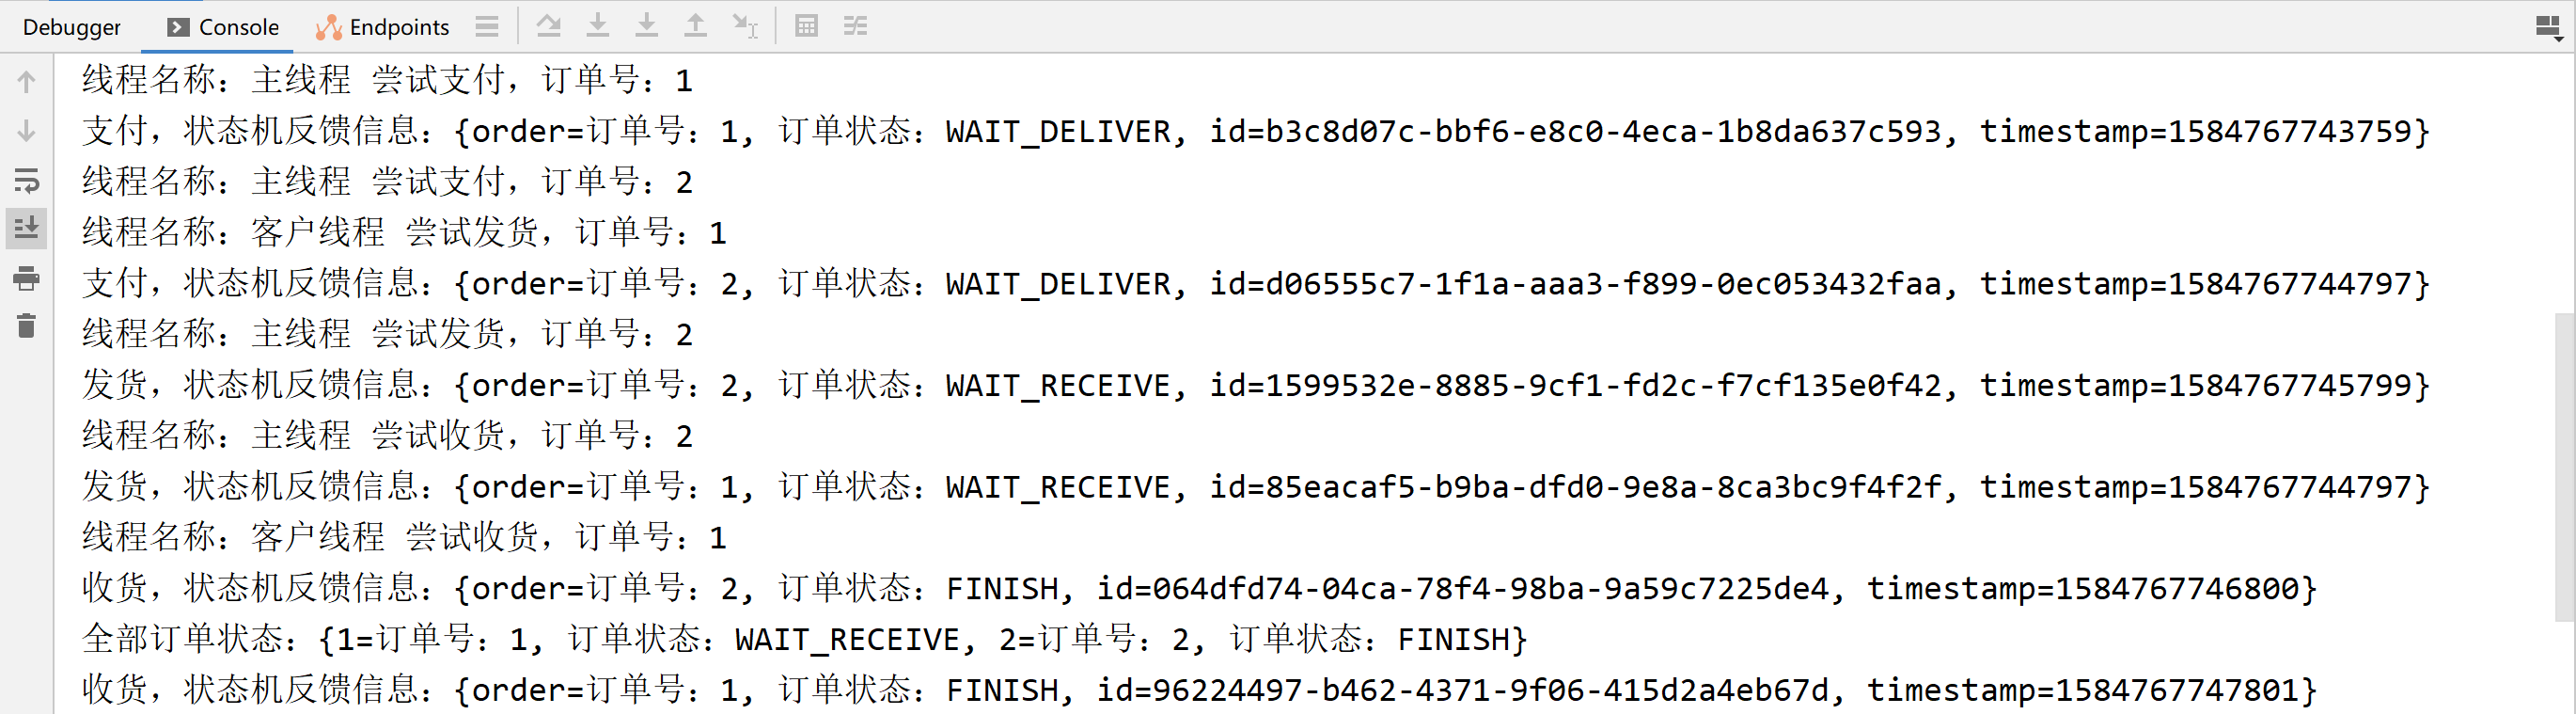 Debugger Console Endpoints
线程名称：主线程 尝试支付，订单号：1
支付，状态机反馈信息：{order=订单号：1, 订单状态：WAIT_DELIVER, id=b3c8d07c-bbf6-e8c0-4eca-1b8da637c593, timestamp=1584767743759}
线程名称：主线程 尝试支付，订单号：2
线程名称：客户线程 尝试发货，订单号：1
支付，状态机反馈信息：{order=订单号：2, 订单状态：WAIT_DELIVER, id=d06555c7-1f1a-aaa3-f899-0ec053432faa, timestamp=1584767744797}
线程名称：主线程 尝试发货，订单号：2
发货，状态机反馈信息：{order=订单号：2, 订单状态：WAIT_RECEIVE, id=1599532e-8885-9cf1-fd2c-f7cf135e0f42, timestamp=1584767745799}
线程名称：主线程 尝试收货，订单号：2
发货，状态机反馈信息：{order=订单号：1, 订单状态：WAIT_RECEIVE, id=85eacaf5-b9ba-dfd0-9e8a-8ca3bc9f4f2f, timestamp=1584767744797}
线程名称：客户线程 尝试收货，订单号：1
收货，状态机反馈信息：{order=订单号：2, 订单状态：FINISH, id=064dfd74-04ca-78f4-98ba-9a59c7225de4, timestamp=1584767746800}
全部订单状态：{1=订单号：1, 订单状态：WAIT_RECEIVE, 2=订单号：2, 订单状态：FINISH}
收货，状态机反馈信息：{order=订单号：1, 订单状态：FINISH, id=96224497-b462-4371-9f06-415d2a4eb67d, timestamp=1584767747801}